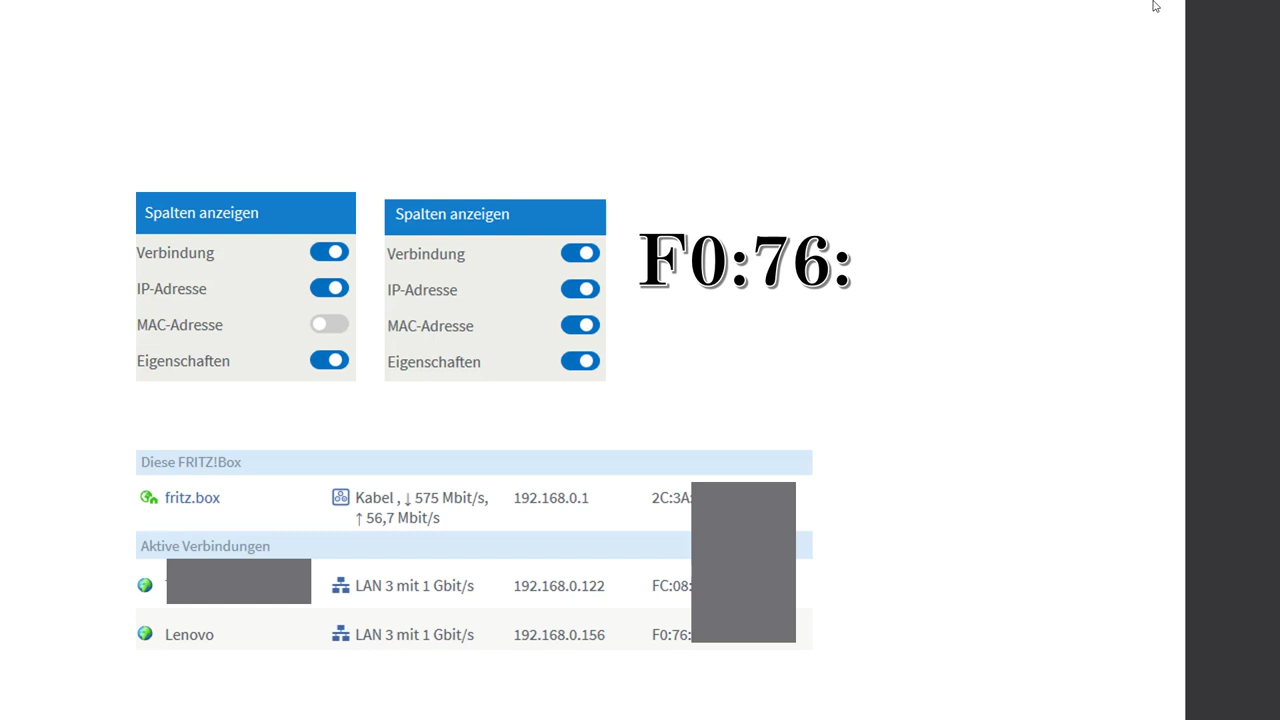 Spalten anzeigen
Verbindung
IP-Adresse
MAC-Adresse
Eigenschaften
Spalten anzeigen
Verbindung
IP-Adresse
MAC-Adresse
Eigenschaften
F0:76:
Diese FRITZ!Box
fritz.box Kabel , ↓ 575 Mbit/s, 192.168.0.1 2C:3A:
↑ 56,7 Mbit/s
Aktive Verbindungen
LAN 3 mit 1 Gbit/s 192.168.0.122 FC:08:
Lenovo LAN 3 mit 1 Gbit/s 192.168.0.156 F0:76: